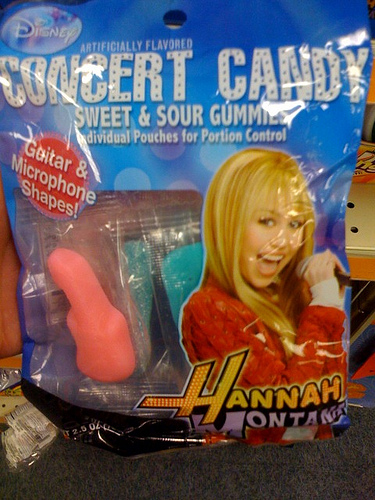 Disney
ARTIFICIALLY FLAVORED
CONCERT CANDY
SWEET & SOUR GUMMIES
Individual Pouches for Portion Control
Guitar &
Microphone
Shapes!
HANNAH
MONTANA